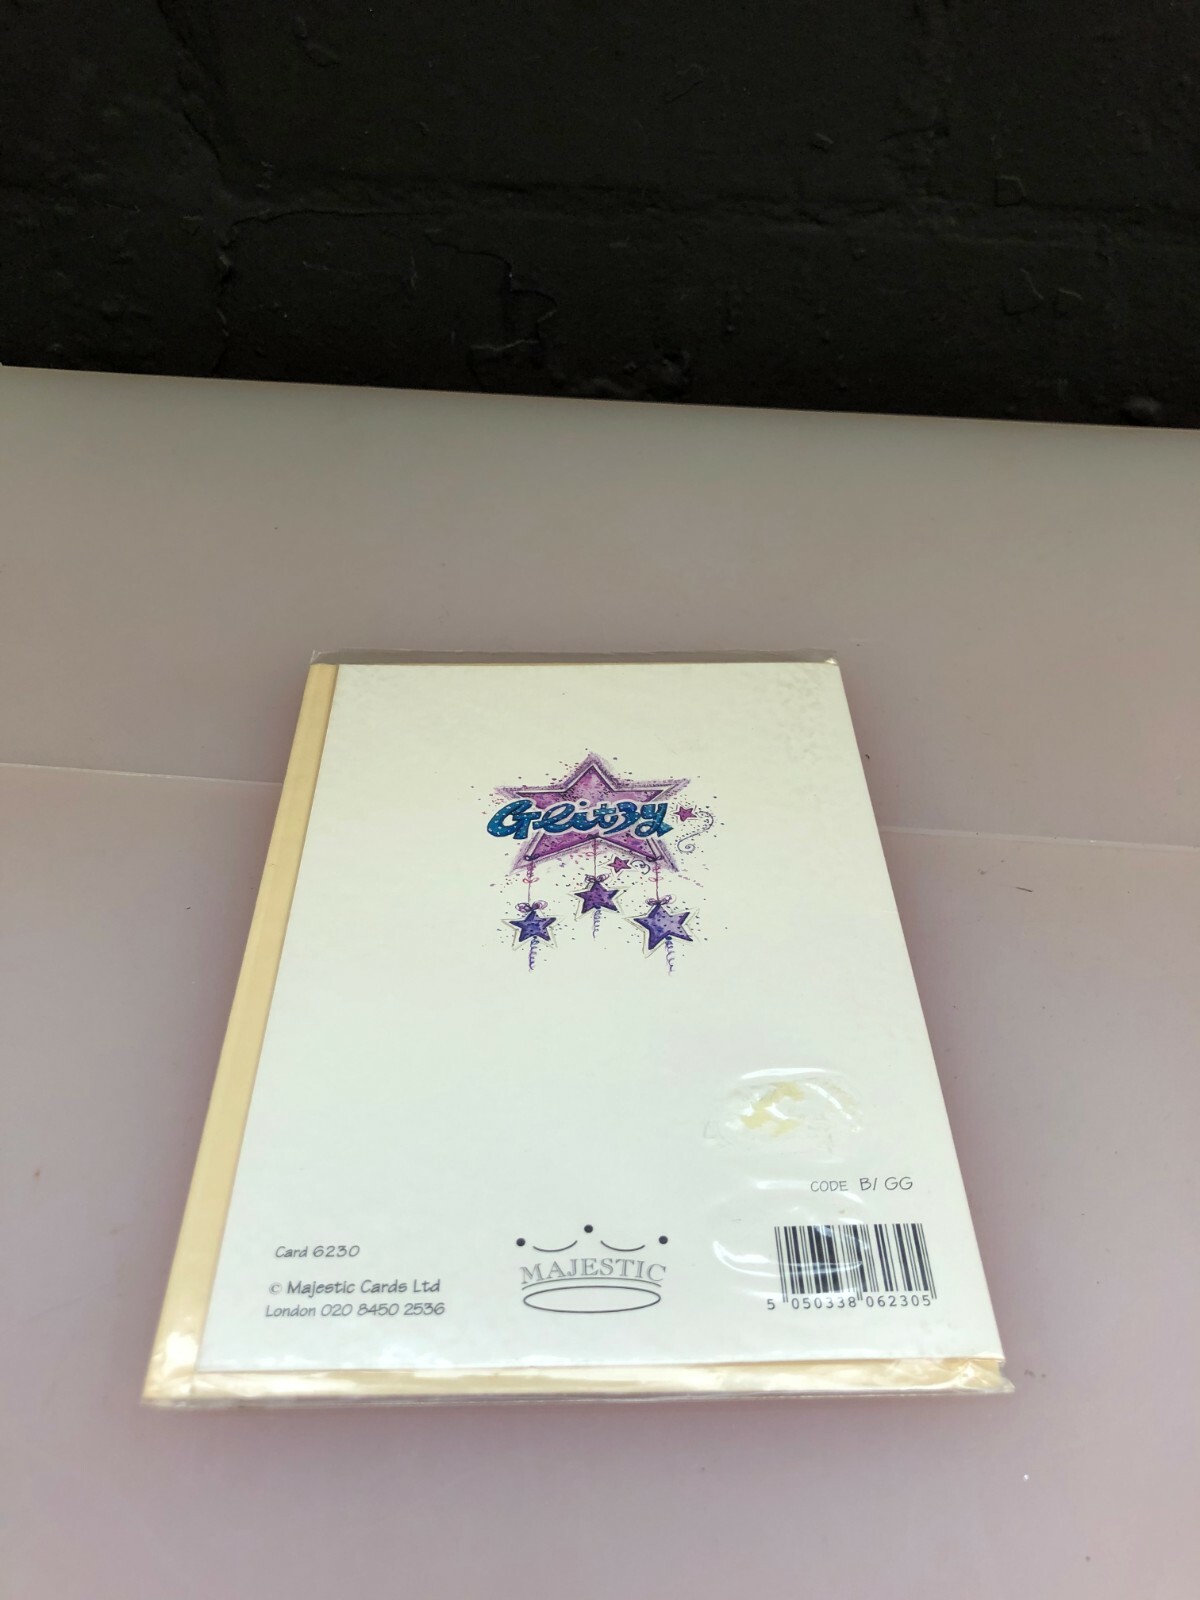 Glitzy
CODE B/ GG
Card 6230
© Majestic Cards Ltd
London 020 8450 2536
MAJESTIC
5 050338 062305